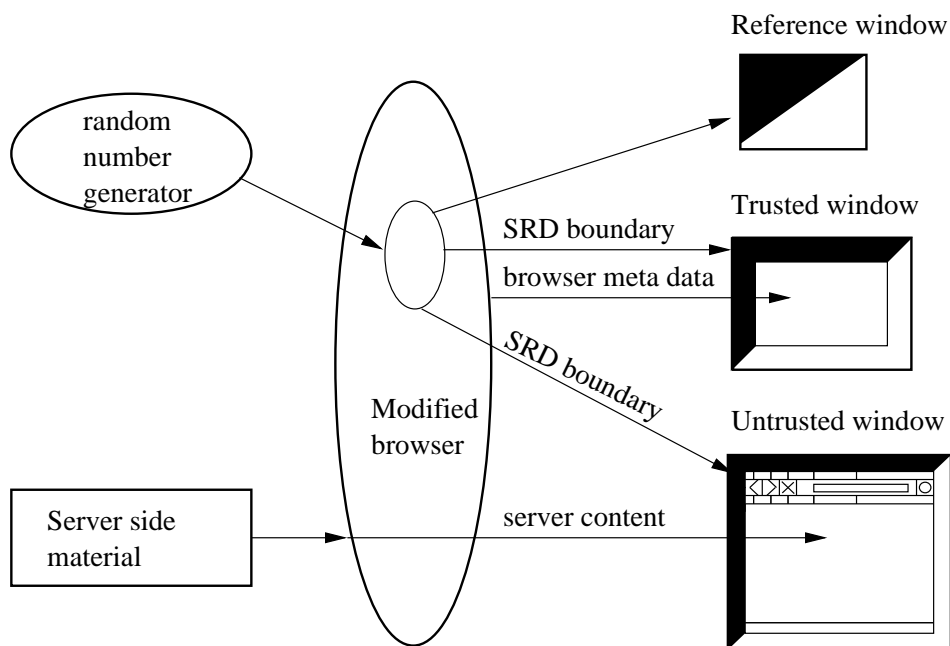 Reference window
random
number
generator
Trusted window
SRD boundary
browser meta data
SRD boundary
Modified
browser
Untrusted window
Server side
material
server content